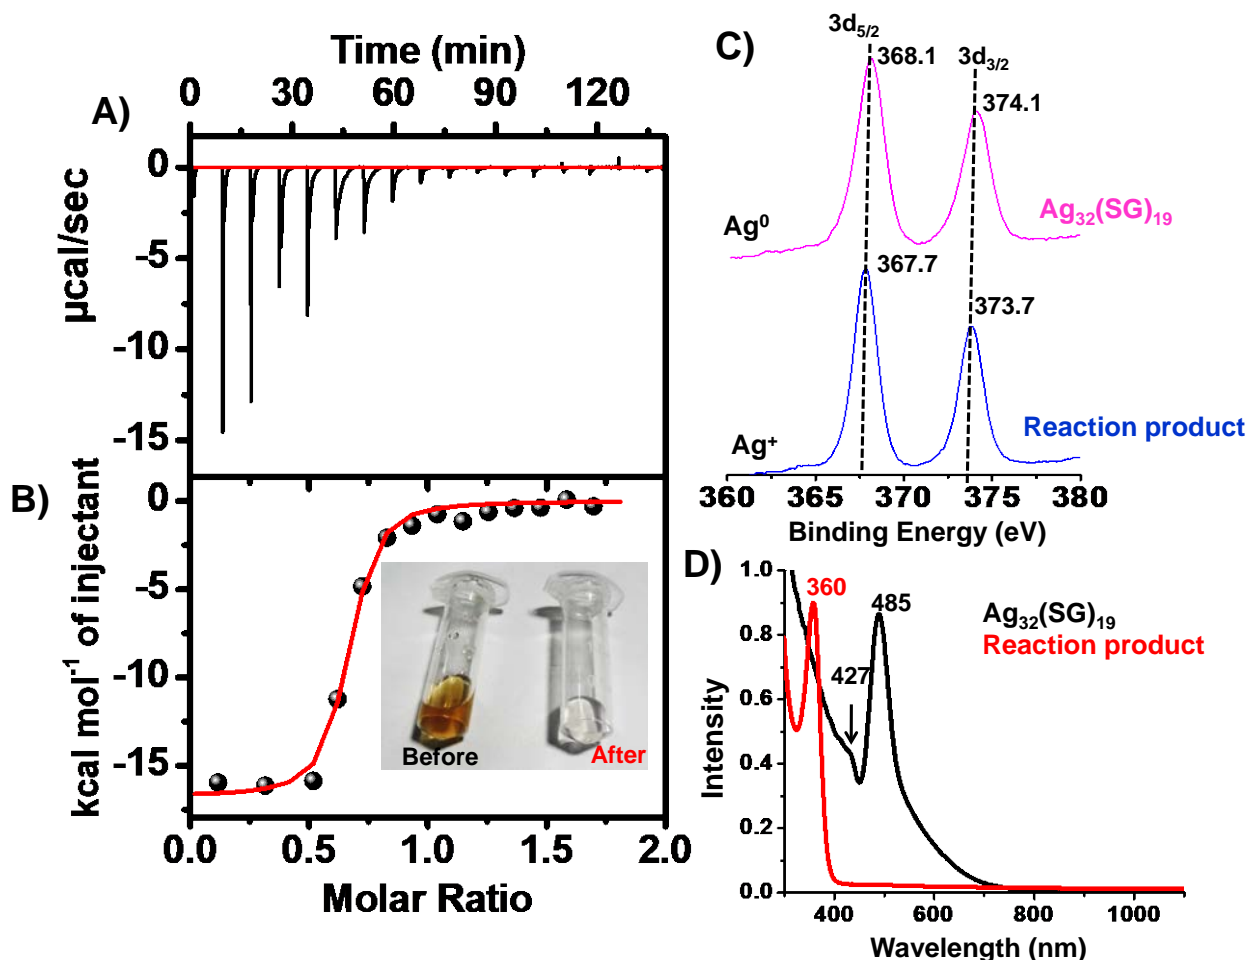 Time (min)
0 30 60 90 120
A)
0
-5
-10
-15
µcal/sec
B)
0
-5
-10
-15
kcal mol⁻¹ of injectant
Before
After
0.0 0.5 1.0 1.5 2.0
Molar Ratio
C)
3d₅/₂
368.1
3d₃/₂
374.1
Ag₃₂(SG)₁₉
Ag⁰
367.7
373.7
Reaction product
Ag⁺
360 365 370 375 380
Binding Energy (eV)
D)
1.0
0.8
0.6
0.4
0.2
0.0
Intensity
360
485
427
Ag₃₂(SG)₁₉
Reaction product
400 600 800 1000
Wavelength (nm)